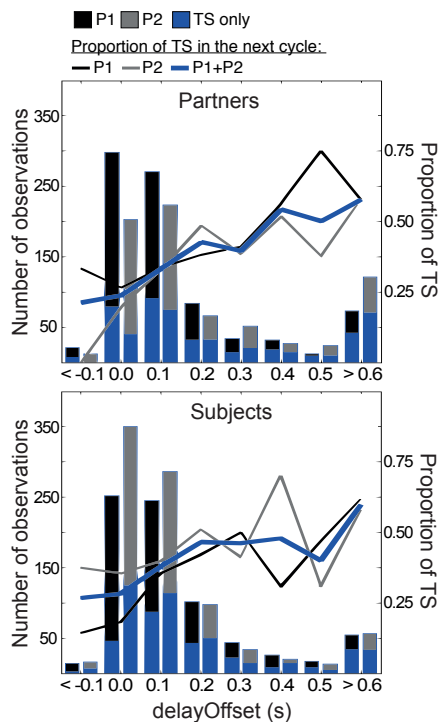 P1 P2 TS only
Proportion of TS in the next cycle:
P1 P2 P1+P2
Partners
Number of observations
350
250
150
50
Proportion of TS
0.75
0.50
0.25
< -0.1 0.0 0.1 0.2 0.3 0.4 0.5 > 0.6
Subjects
Number of observations
350
250
150
50
Proportion of TS
0.75
0.50
0.25
< -0.1 0.0 0.1 0.2 0.3 0.4 0.5 > 0.6
delayOffset (s)